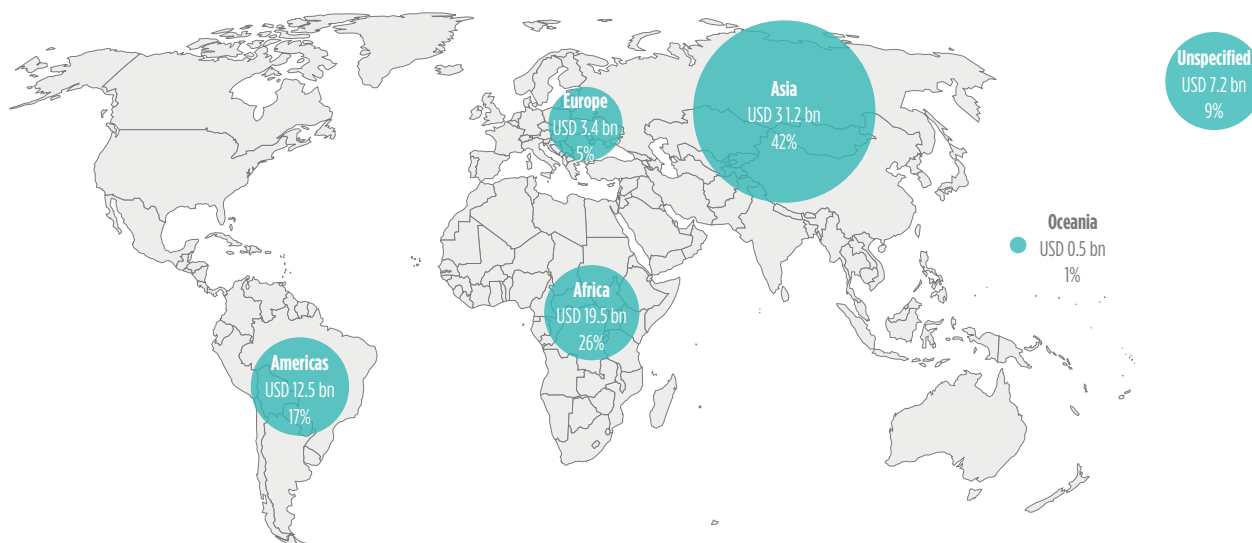 Unspecified
USD 7.2 bn
9%
Asia
USD 31.2 bn
42%
Europe
USD 3.4 bn
5%
Oceania
USD 0.5 bn
1%
Africa
USD 19.5 bn
26%
Americas
USD 12.5 bn
17%